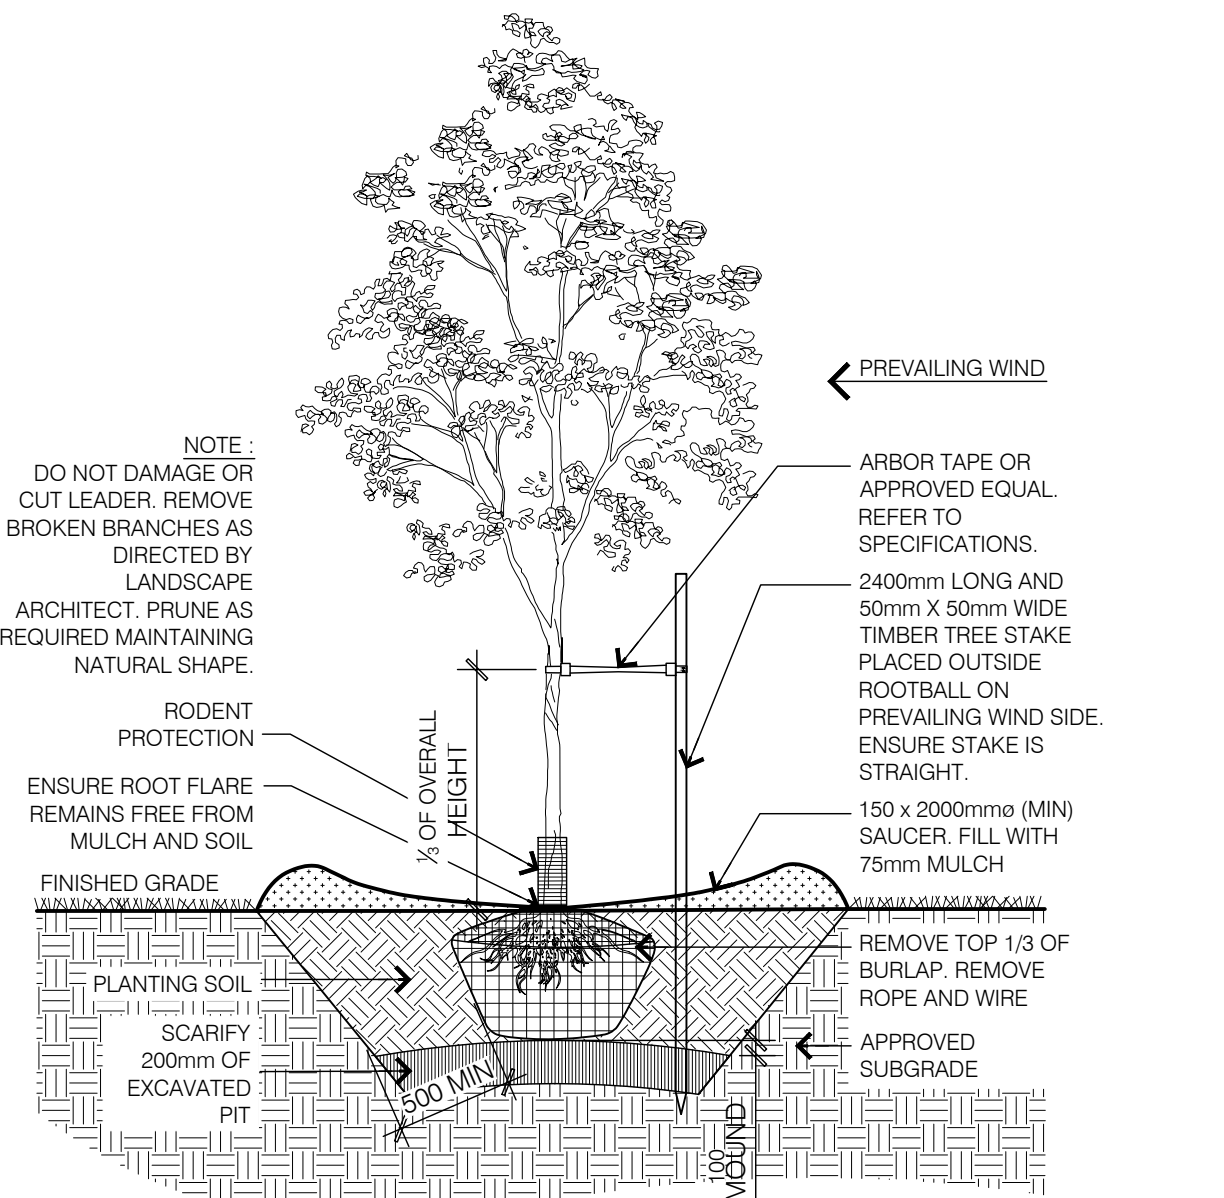 PREVAILING WIND
NOTE :
DO NOT DAMAGE OR
CUT LEADER. REMOVE
BROKEN BRANCHES AS
DIRECTED BY
LANDSCAPE
ARCHITECT. PRUNE AS
REQUIRED MAINTAINING
NATURAL SHAPE.
ARBOR TAPE OR
APPROVED EQUAL.
REFER TO
SPECIFICATIONS.
2400mm LONG AND
50mm X 50mm WIDE
TIMBER TREE STAKE
PLACED OUTSIDE
ROOTBALL ON
PREVAILING WIND SIDE.
ENSURE STAKE IS
STRAIGHT.
RODENT
PROTECTION
⅓ OF OVERALL
HEIGHT
ENSURE ROOT FLARE
REMAINS FREE FROM
MULCH AND SOIL
150 x 2000mmø (MIN)
SAUCER. FILL WITH
75mm MULCH
FINISHED GRADE
REMOVE TOP 1/3 OF
BURLAP. REMOVE
ROPE AND WIRE
PLANTING SOIL
SCARIFY
200mm OF
EXCAVATED
PIT
APPROVED
SUBGRADE
500 MIN
100
MOUND